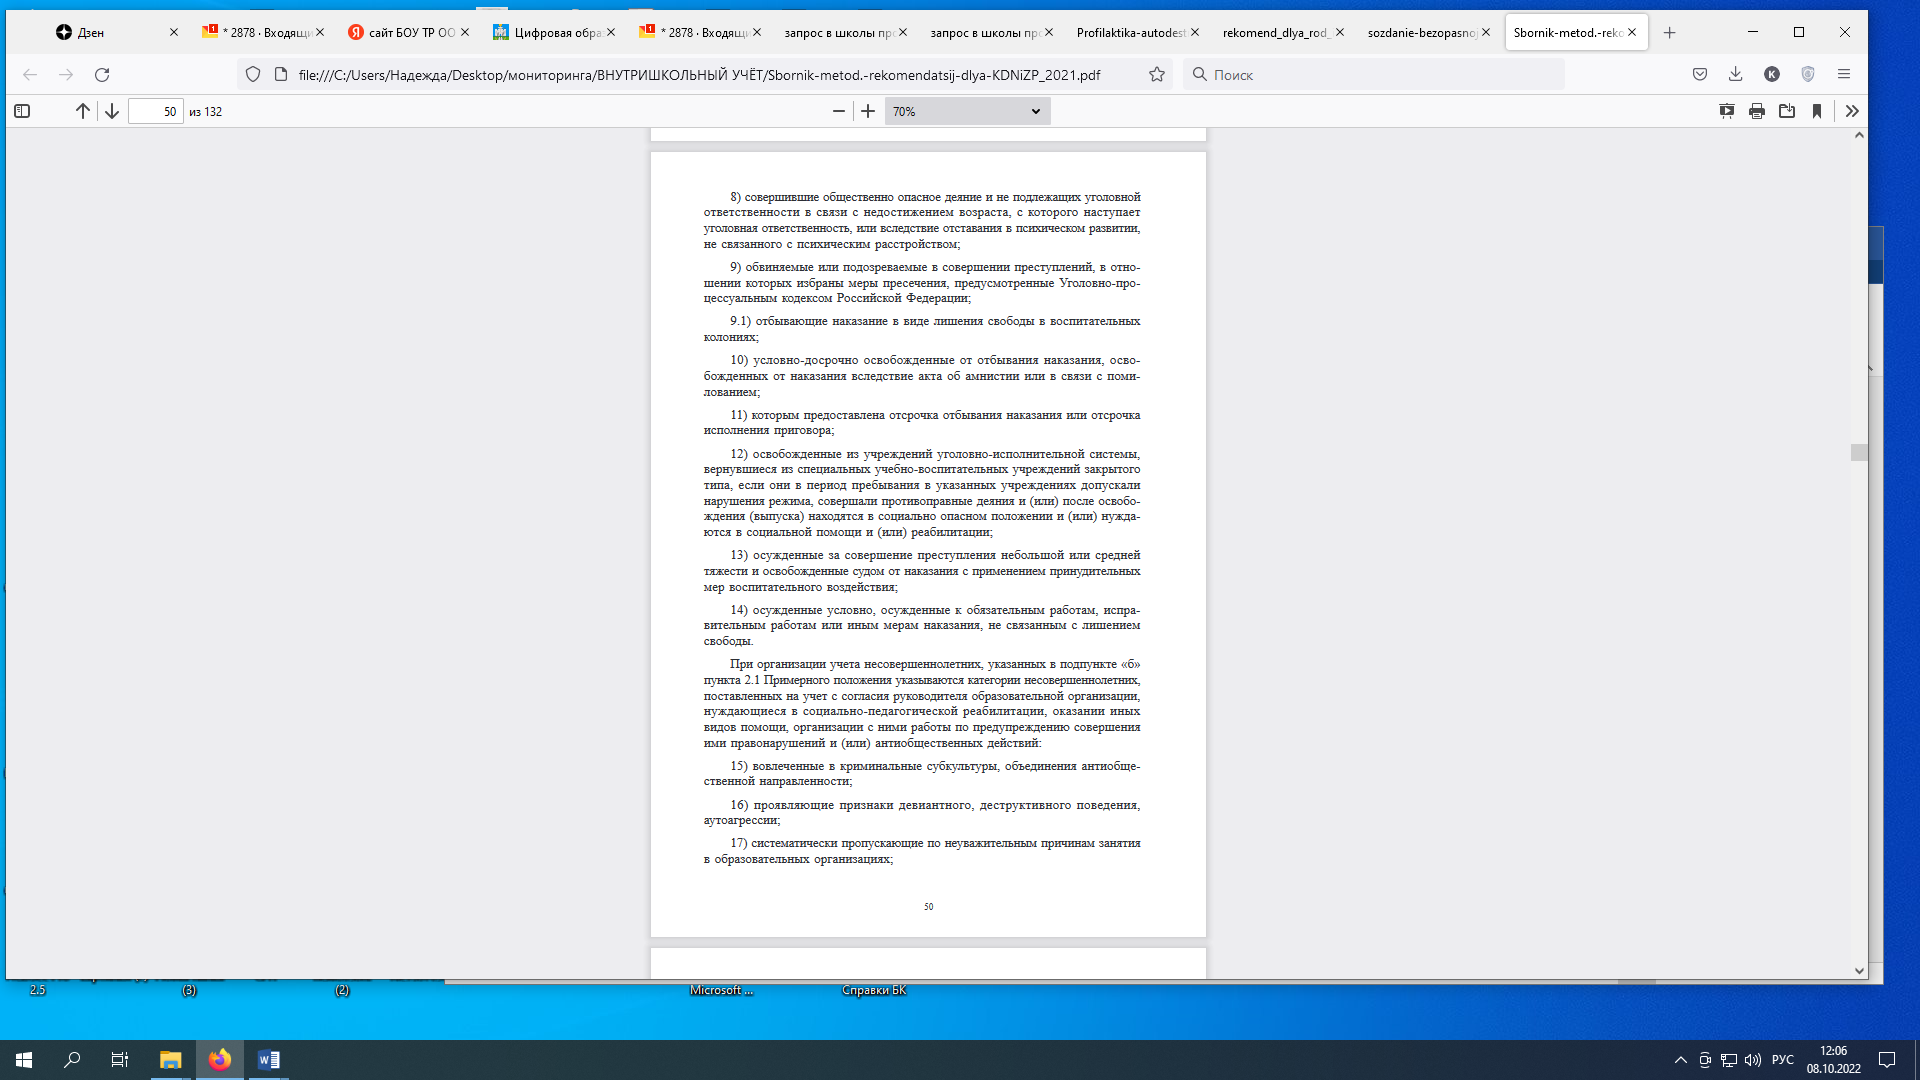 Дзен
* 2878 · Входящи
сайт БОУ ТР ОО
Цифровая обра
* 2878 · Входящи
запрос в школы про
запрос в школы про
Profilaktika-autodest
rekomend_dlya_rod_
sozdanie-bezopasnoj
Sbornik-metod.-reko
file:///C:/Users/Надежда/Desktop/мониторинга/ВНУТРИШКОЛЬНЫЙ УЧЁТ/Sbornik-metod.-rekomendatsij-dlya-KDNiZP_2021.pdf
Поиск
50 из 132
70%
8) совершившие общественно опасное деяние и не подлежащих уголовной
ответственности в связи с недостижением возраста, с которого наступает
уголовная ответственность, или вследствие отставания в психическом развитии,
не связанного с психическим расстройством;
9) обвиняемые или подозреваемые в совершении преступлений, в отно-
шении которых избраны меры пресечения, предусмотренные Уголовно-про-
цессуальным кодексом Российской Федерации;
9.1) отбывающие наказание в виде лишения свободы в воспитательных
колониях;
10) условно-досрочно освобожденные от отбывания наказания, осво-
божденных от наказания вследствие акта об амнистии или в связи с поми-
лованием;
11) которым предоставлена отсрочка отбывания наказания или отсрочка
исполнения приговора;
12) освобожденные из учреждений уголовно-исполнительной системы,
вернувшиеся из специальных учебно-воспитательных учреждений закрытого
типа, если они в период пребывания в указанных учреждениях допускали
нарушения режима, совершали противоправные деяния и (или) после освобо-
ждения (выпуска) находятся в социально опасном положении и (или) нужда-
ются в социальной помощи и (или) реабилитации;
13) осужденные за совершение преступления небольшой или средней
тяжести и освобожденные судом от наказания с применением принудительных
мер воспитательного воздействия;
14) осужденные условно, осужденные к обязательным работам, испра-
вительным работам или иным мерам наказания, не связанным с лишением
свободы.
При организации учета несовершеннолетних, указанных в подпункте «б»
пункта 2.1 Примерного положения указываются категории несовершеннолетних,
поставленных на учет с согласия руководителя образовательной организации,
нуждающиеся в социально-педагогической реабилитации, оказании иных
видов помощи, организации с ними работы по предупреждению совершения
ими правонарушений и (или) антиобщественных действий:
15) вовлеченные в криминальные субкультуры, объединения антиобще-
ственной направленности;
16) проявляющие признаки девиантного, деструктивного поведения,
аутоагрессии;
17) систематически пропускающие по неуважительным причинам занятия
в образовательных организациях;
50
2.5
(3)
(2)
Microsoft ...
Справки БК
РУС
12:06
08.10.2022